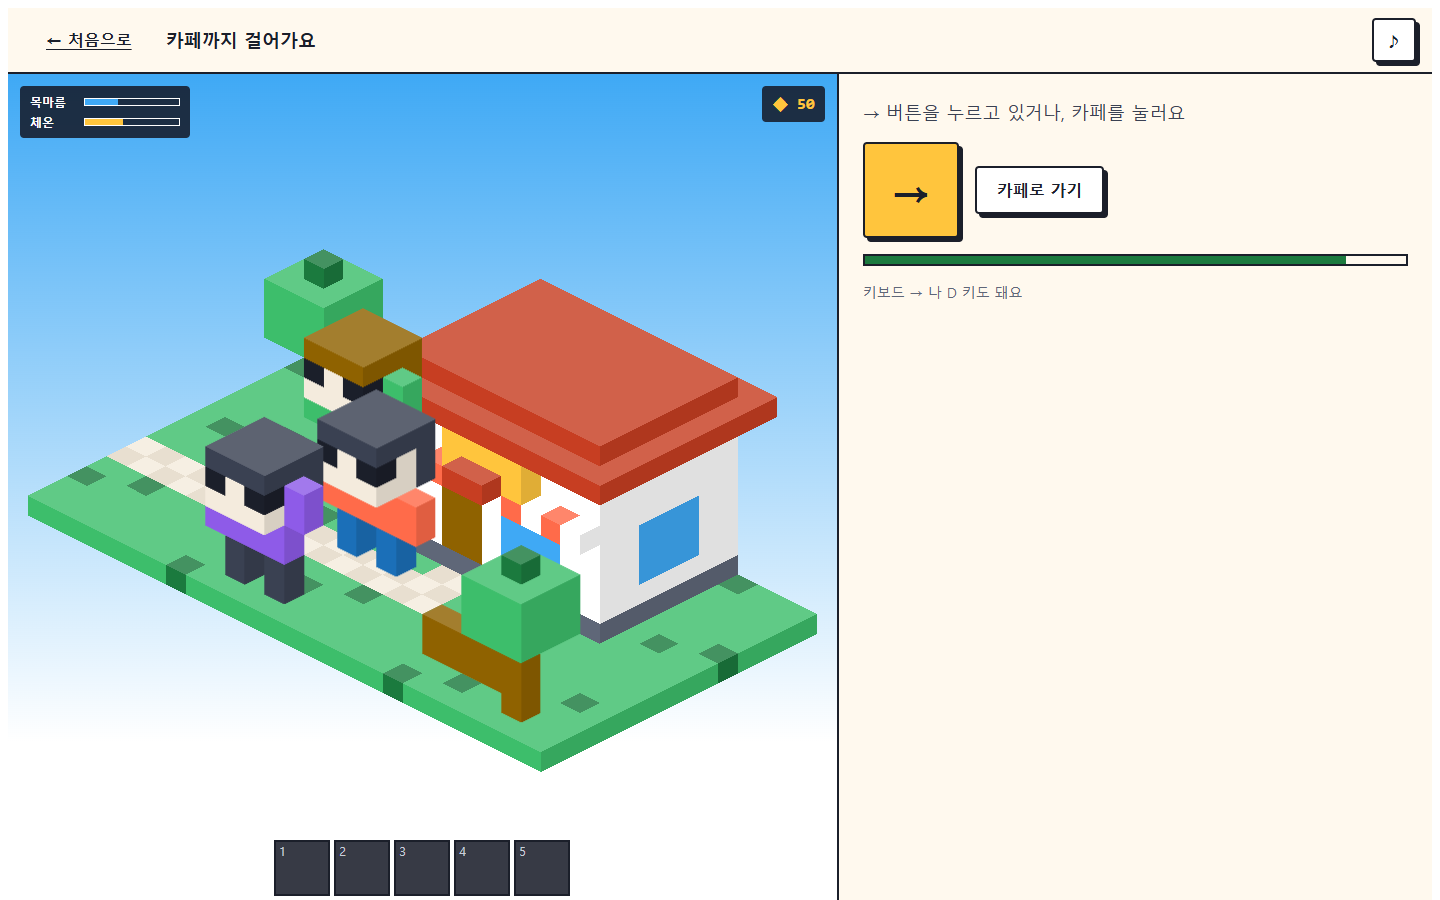 ← 처음으로
카페까지 걸어가요
♪
목마름
체온
◆ 50
→ 버튼을 누르고 있거나, 카페를 눌러요
→
카페로 가기
키보드 → 나 D 키도 돼요
1
2
3
4
5